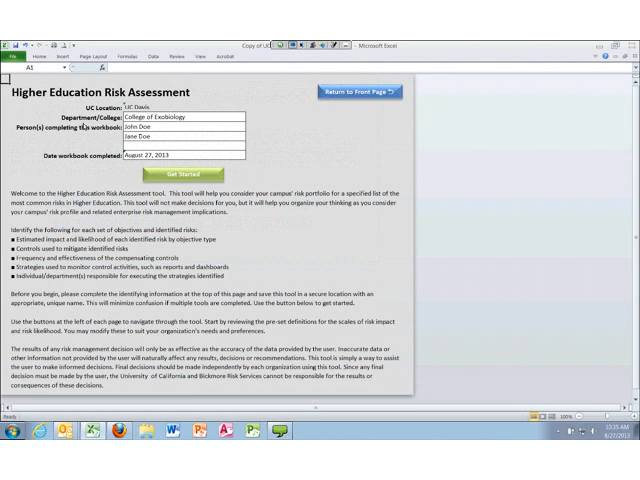 Copy of UC
- Microsoft Excel
File Home Insert Page Layout Formulas Data Review View Acrobat
A1 fx
Higher Education Risk Assessment
Return to Front Page
UC Location: UC Davis
Department/College: College of Exobiology
Person(s) completing this workbook: John Doe
Jane Doe
Date workbook completed: August 27, 2013
Get Started
Welcome to the Higher Education Risk Assessment tool. This tool will help you consider your campus' risk portfolio for a specified list of the
most common risks in Higher Education. This tool will not make decisions for you, but it will help you organize your thinking as you consider
your campus' risk profile and related enterprise risk management implications.
Identify the following for each set of objectives and identified risks:
■ Estimated impact and likelihood of each identified risk by objective type
■ Controls used to mitigate identified risks
■ Frequency and effectiveness of the compensating controls
■ Strategies used to monitor control activities, such as reports and dashboards
■ Individual/department(s) responsible for executing the strategies identified
Before you begin, please complete the identifying information at the top of this page and save this tool in a secure location with an
appropriate, unique name. This will minimize confusion if multiple tools are completed. Use the button below to get started.
Use the buttons at the left of each page to navigate through the tool. Start by reviewing the pre-set definitions for the scales of risk impact
and risk likelihood. You may modify these to suit your organization's needs and preferences.
The results of any risk management decision will only be as effective as the accuracy of the data provided by the user. Inaccurate data or
other information not provided by the user will naturally affect any results, decisions or recommendations. This tool is simply a way to assist
the user to make informed decisions. Final decisions should be made independently by each organization using this tool. Since any final
decision must be made by the user, the University of California and Bickmore Risk Services cannot be responsible for the results or
consequences of these decisions.
Ready
100%
10:35 AM
8/27/2013